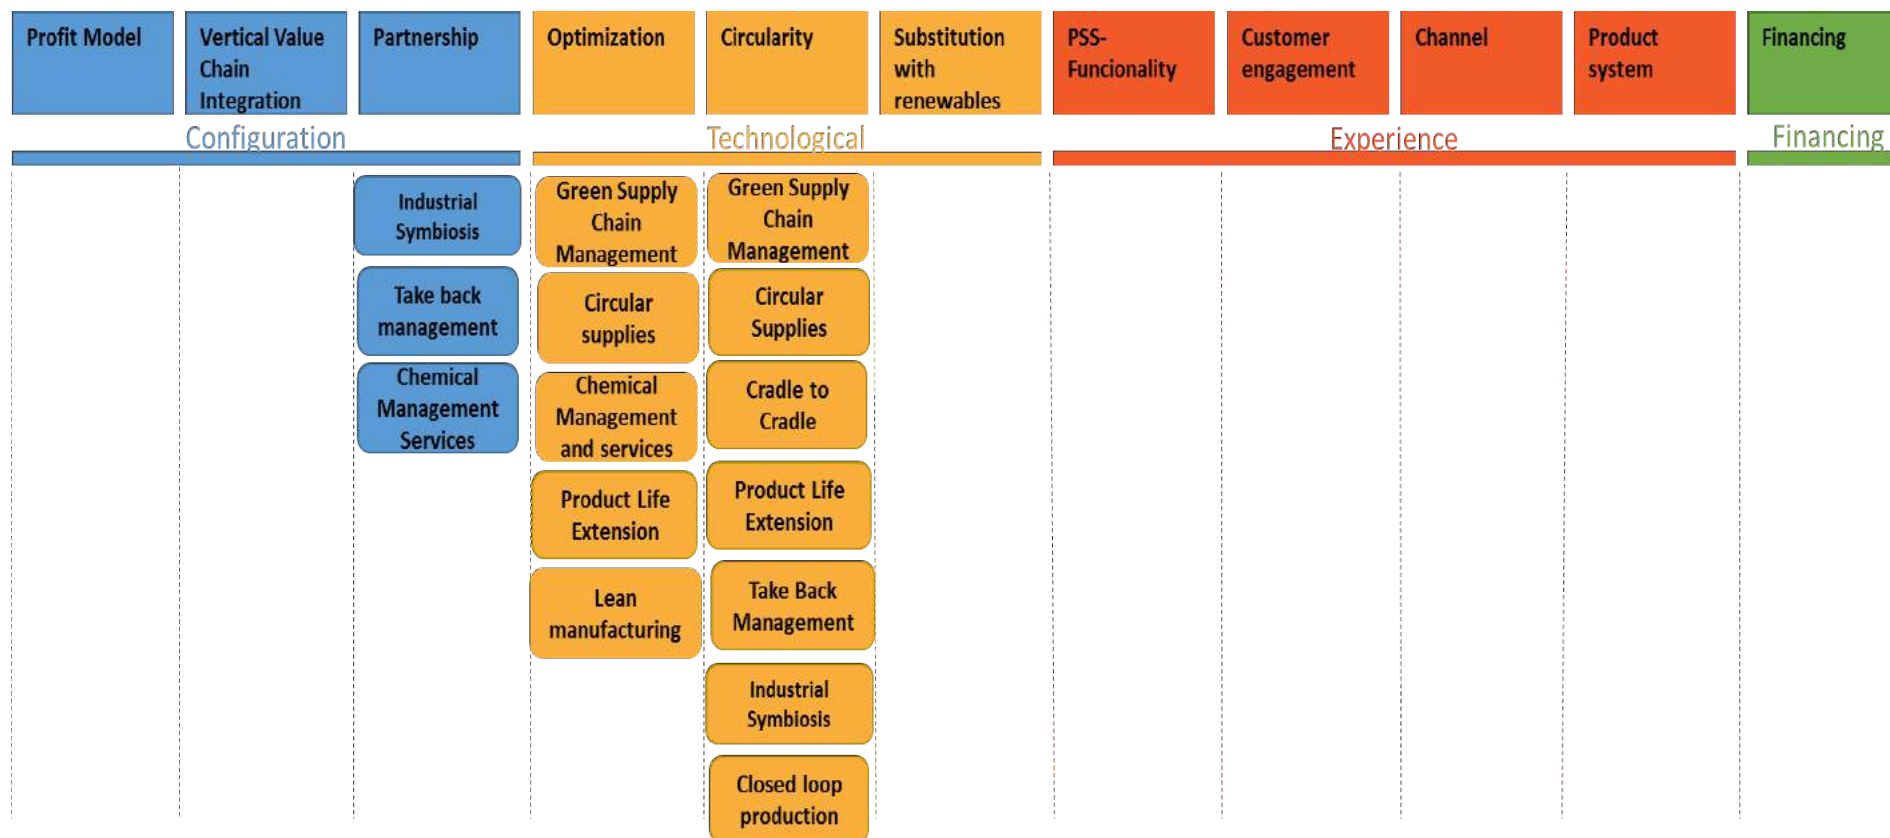 Profit Model
Vertical Value
Chain
Integration
Partnership
Optimization
Circularity
Substitution
with
renewables
PSS-
Funcionality
Customer
engagement
Channel
Product
system
Financing
Configuration
Technological
Experience
Financing
Industrial
Symbiosis
Take back
management
Chemical
Management
Services
Green Supply
Chain
Management
Circular
supplies
Chemical
Management
and services
Product Life
Extension
Lean
manufacturing
Green Supply
Chain
Management
Circular
Supplies
Cradle to
Cradle
Product Life
Extension
Take Back
Management
Industrial
Symbiosis
Closed loop
production